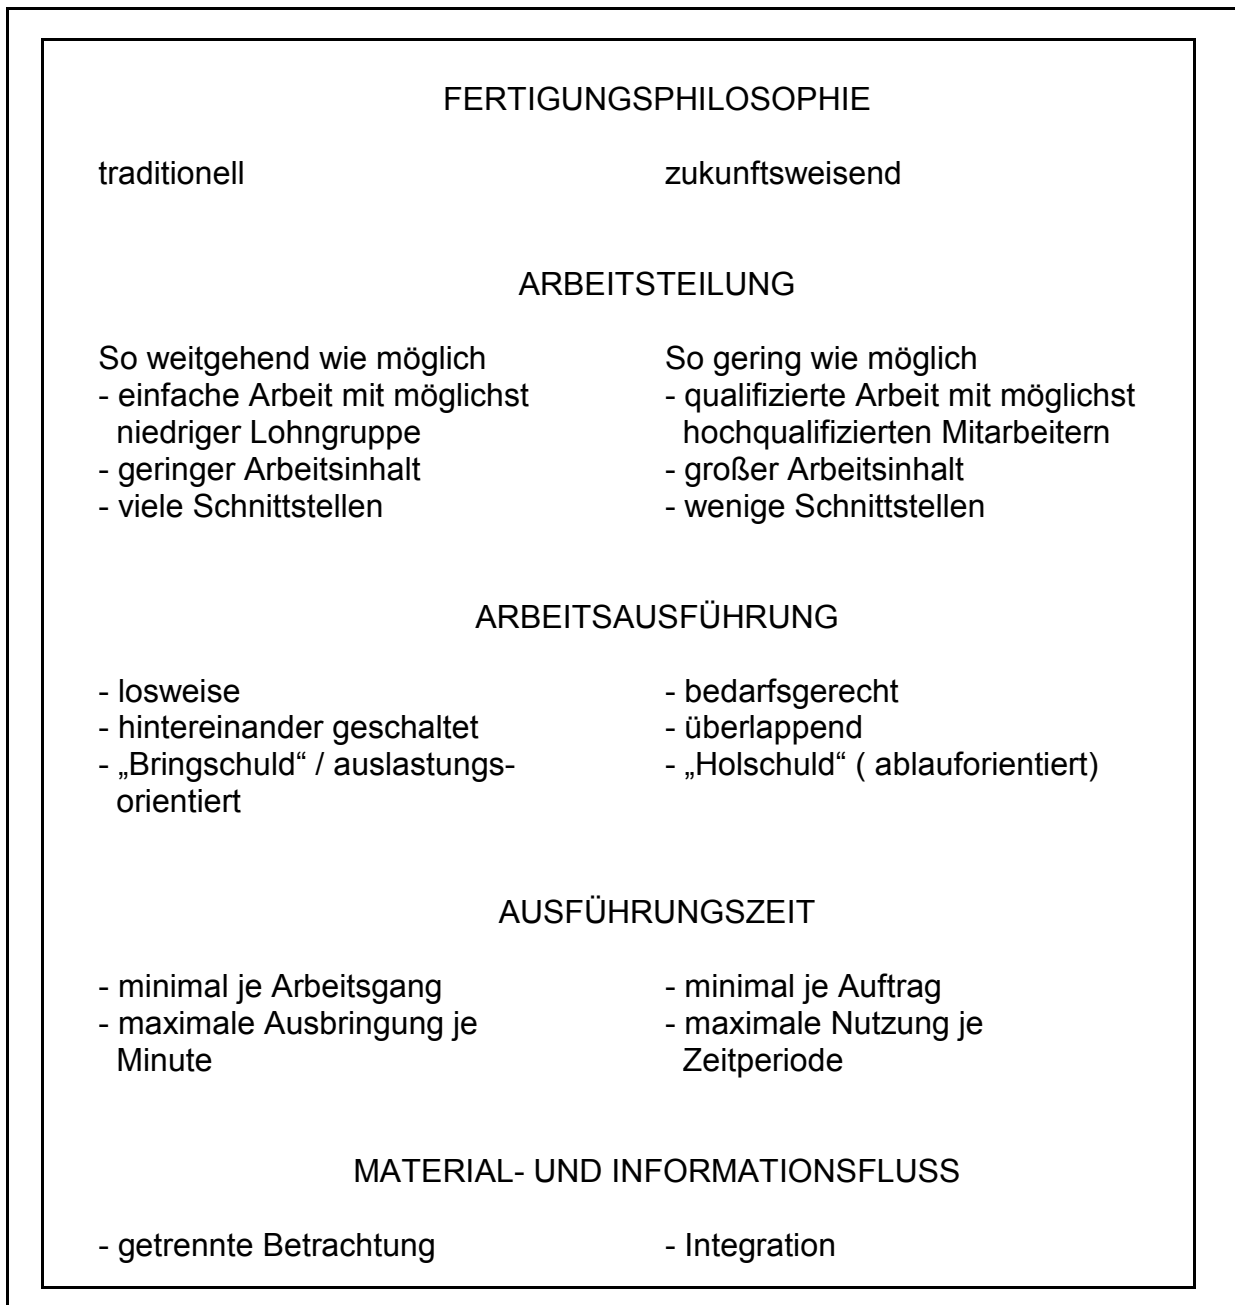 FERTIGUNGSPHILOSOPHIE
traditionell zukunftsweisend
ARBEITSTEILUNG
So weitgehend wie möglich So gering wie möglich
- einfache Arbeit mit möglichst - qualifizierte Arbeit mit möglichst
niedriger Lohngruppe hochqualifizierten Mitarbeitern
- geringer Arbeitsinhalt - großer Arbeitsinhalt
- viele Schnittstellen - wenige Schnittstellen
ARBEITSAUSFÜHRUNG
- losweise - bedarfsgerecht
- hintereinander geschaltet - überlappend
- „Bringschuld“ / auslastungs- - „Holschuld“ ( ablauforientiert)
orientiert
AUSFÜHRUNGSZEIT
- minimal je Arbeitsgang - minimal je Auftrag
- maximale Ausbringung je - maximale Nutzung je
Minute Zeitperiode
MATERIAL- UND INFORMATIONSFLUSS
- getrennte Betrachtung - Integration